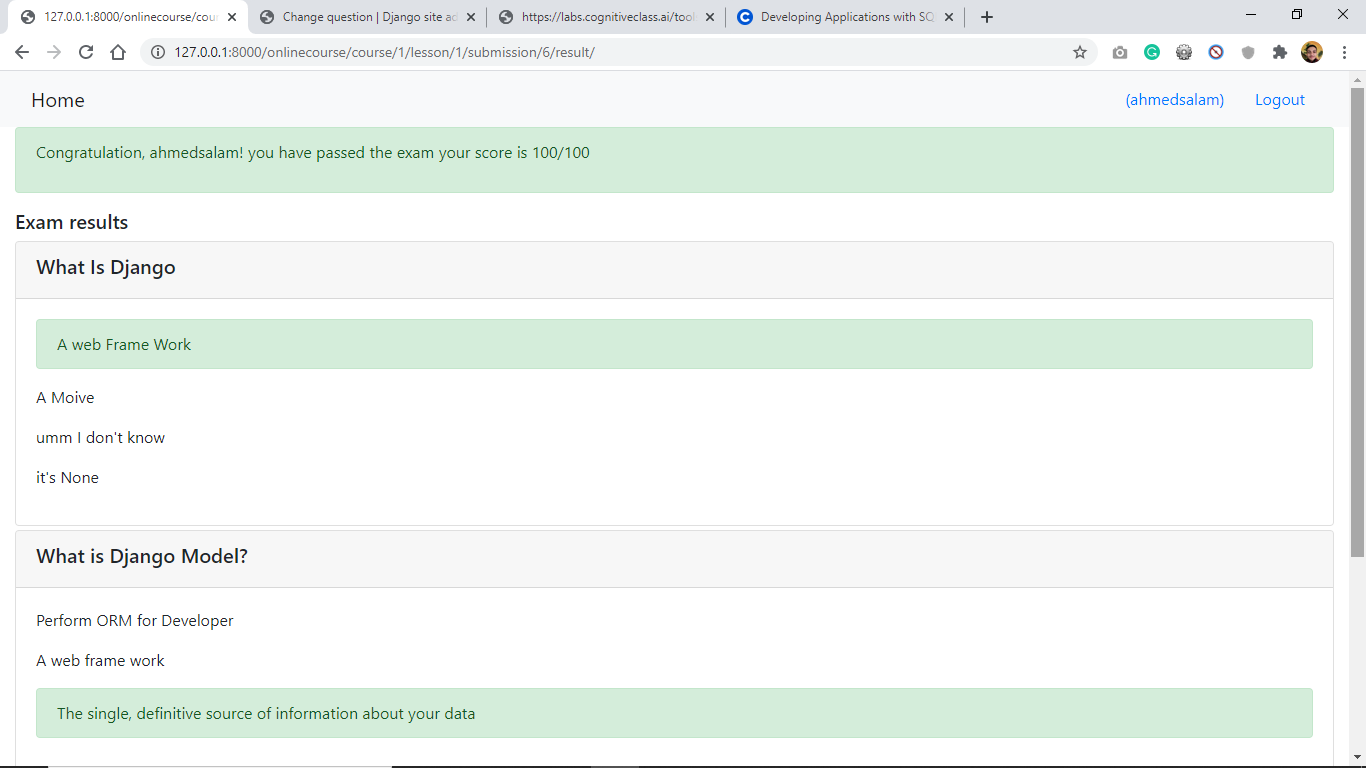 127.0.0.1:8000/onlinecourse/cour
Change question | Django site ad
https://labs.cognitiveclass.ai/tool
Developing Applications with SQ
127.0.0.1:8000/onlinecourse/course/1/lesson/1/submission/6/result/
Home (ahmedsalam) Logout
Congratulation, ahmedsalam! you have passed the exam your score is 100/100
Exam results
What Is Django
A web Frame Work
A Moive
umm I don't know
it's None
What is Django Model?
Perform ORM for Developer
A web frame work
The single, definitive source of information about your data